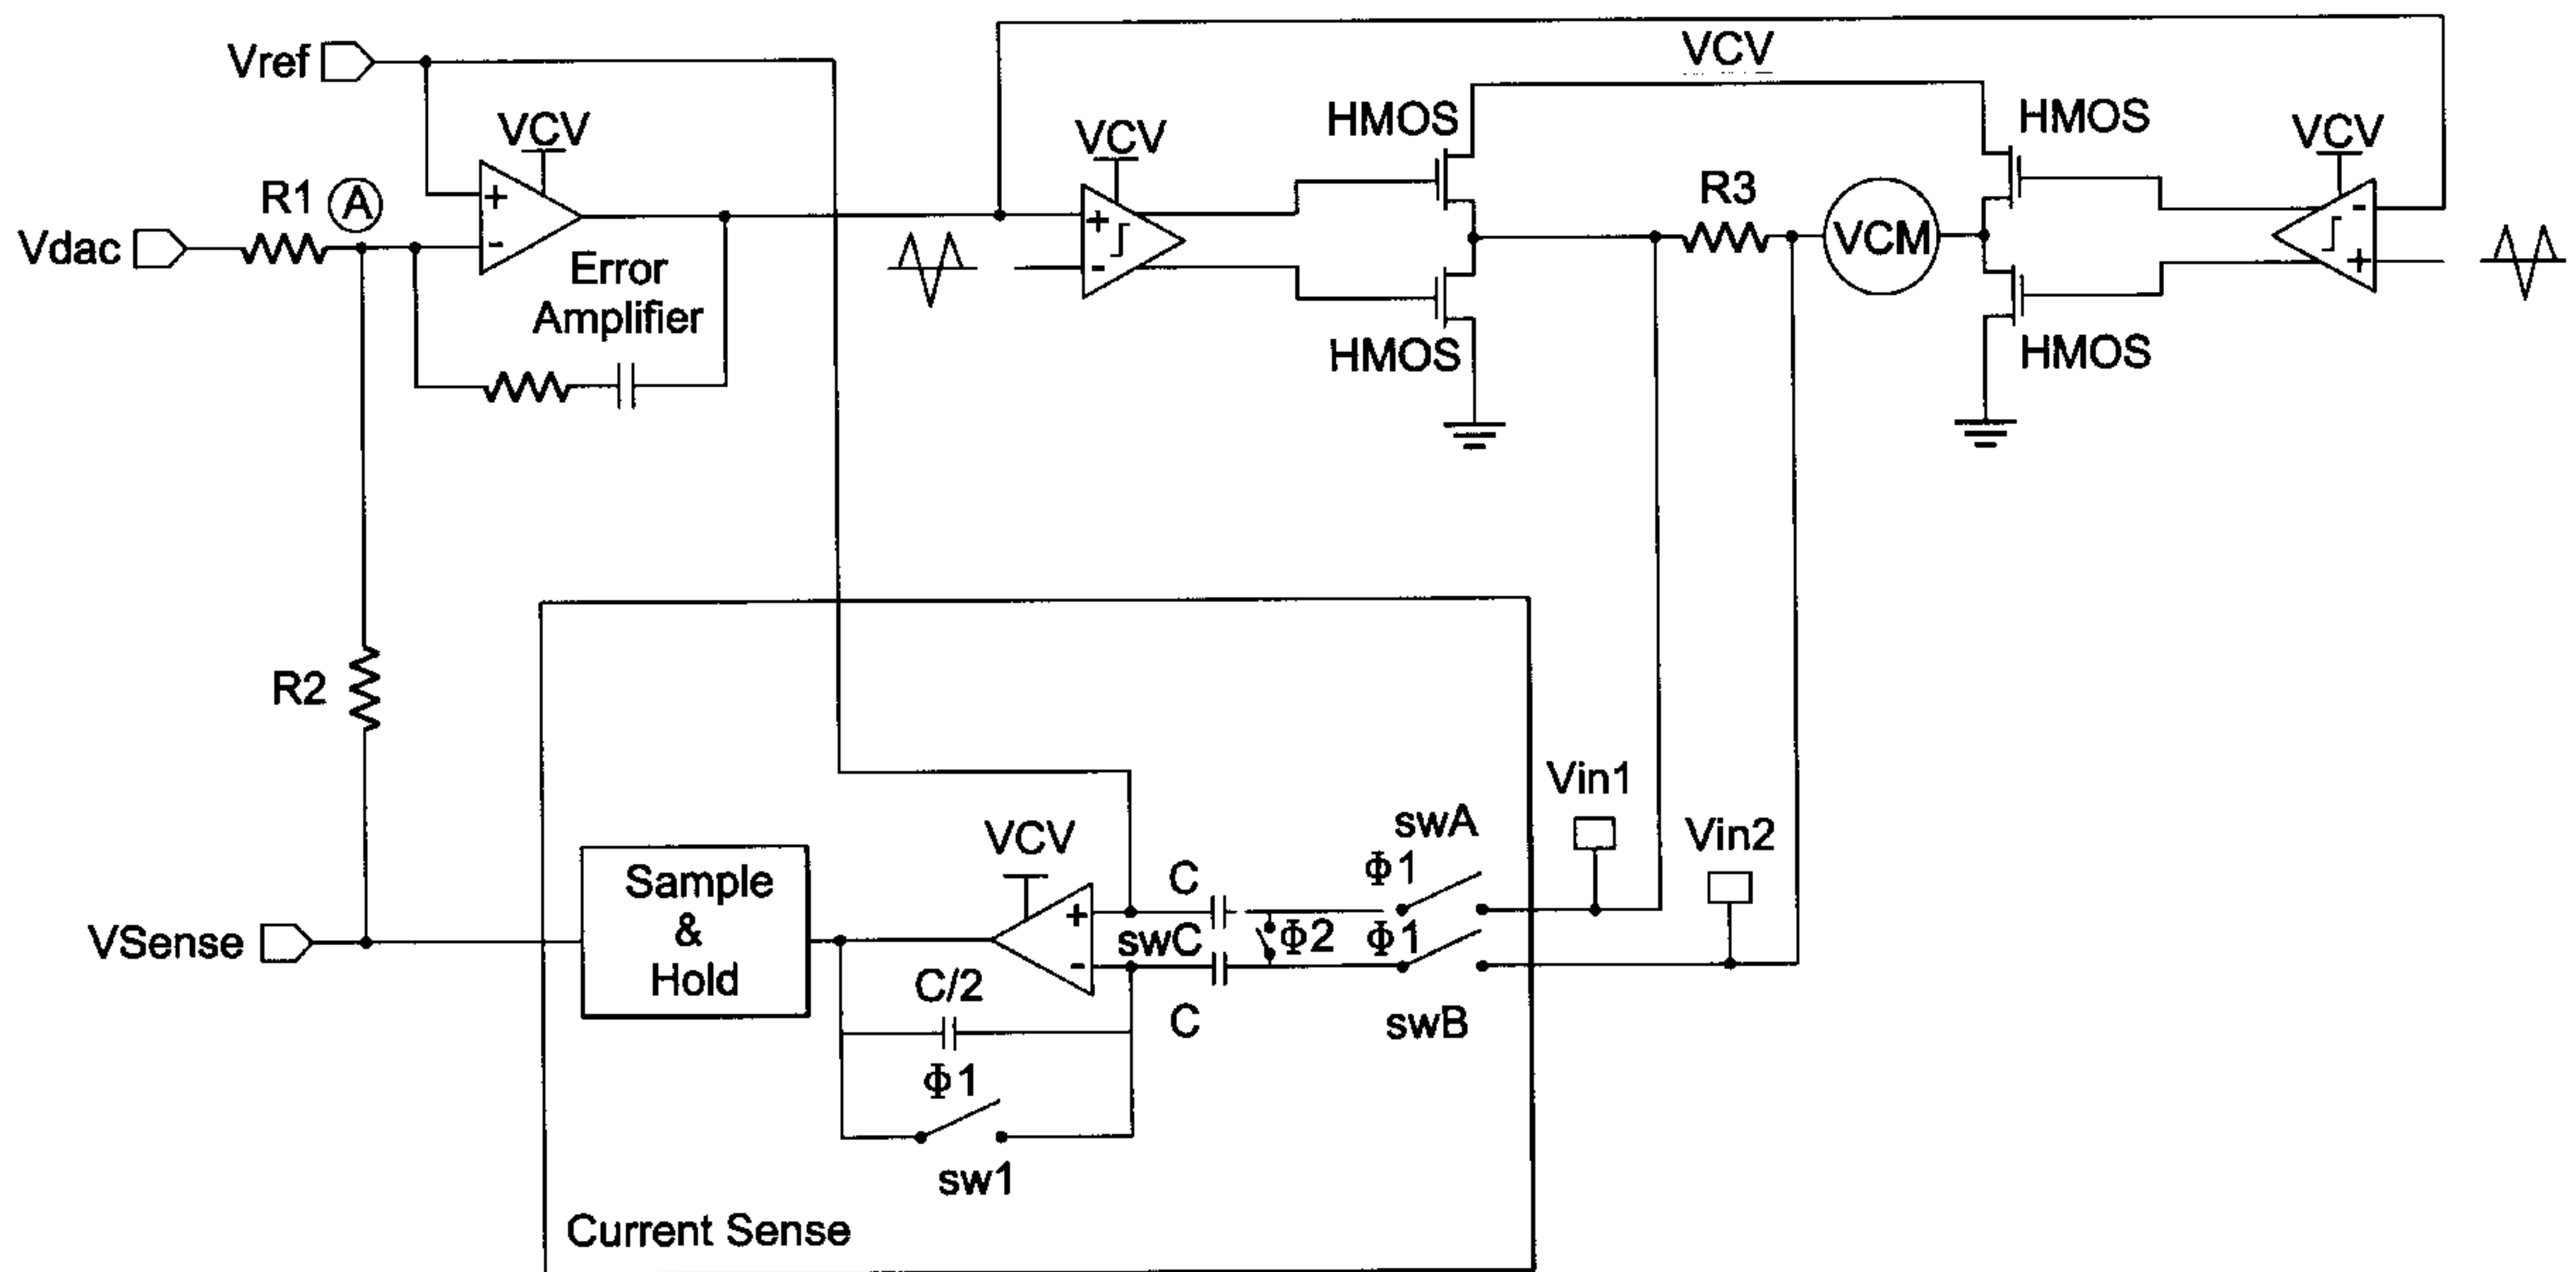 Vref
VCV
VCV
HMOS
HMOS
VCV
VCV
R1
A
R3
Vdac
+
-
+
-
VCM
-
+
Error
Amplifier
HMOS
HMOS
R2
Vin1
Vin2
swA
VCV
C
Φ1
Sample
&
Hold
+
-
swC
Φ2
Φ1
VSense
C/2
C
swB
Φ1
sw1
Current Sense